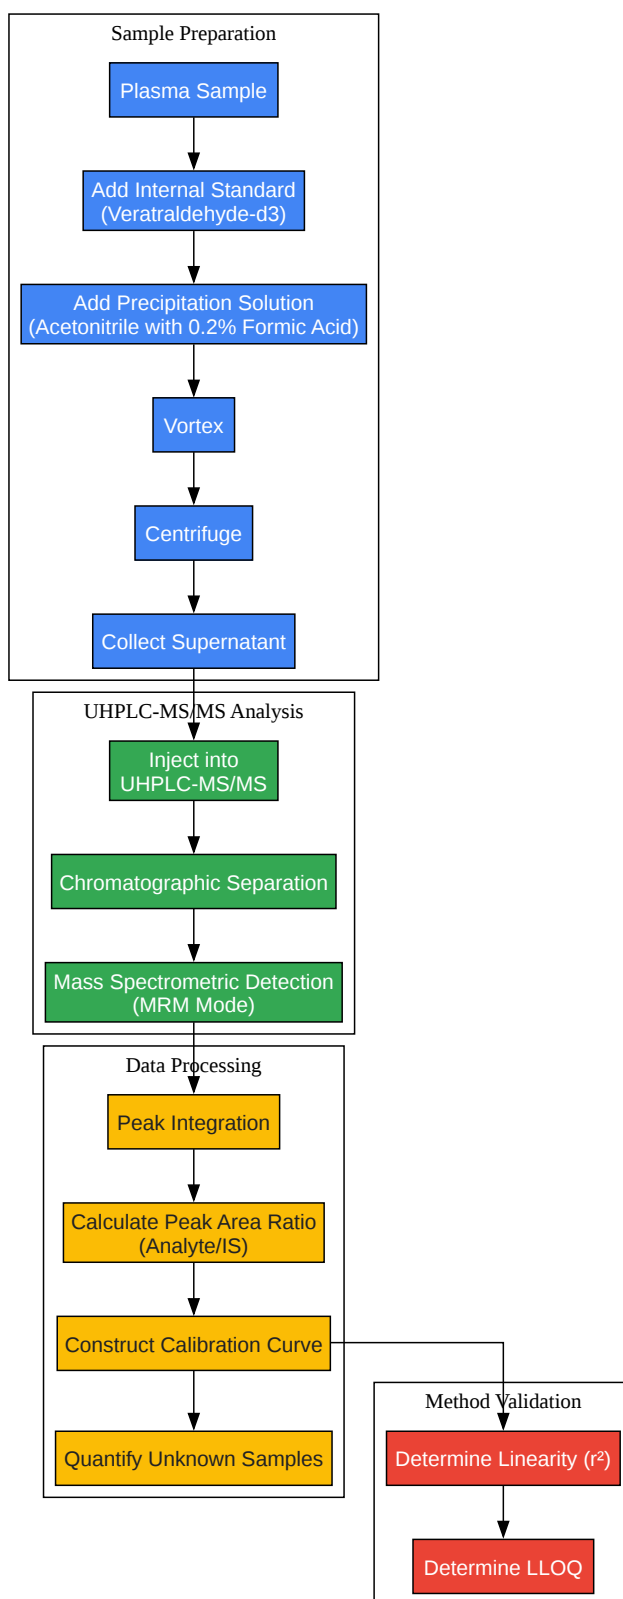 Sample Preparation
Plasma Sample
Add Internal Standard
(Veratraldehyde-d3)
Add Precipitation Solution
(Acetonitrile with 0.2% Formic Acid)
Vortex
Centrifuge
Collect Supernatant
UHPLC-MS/MS Analysis
Inject into
UHPLC-MS/MS
Chromatographic Separation
Mass Spectrometric Detection
(MRM Mode)
Data Processing
Peak Integration
Calculate Peak Area Ratio
(Analyte/IS)
Construct Calibration Curve
Quantify Unknown Samples
Method Validation
Determine Linearity (r²)
Determine LLOQ